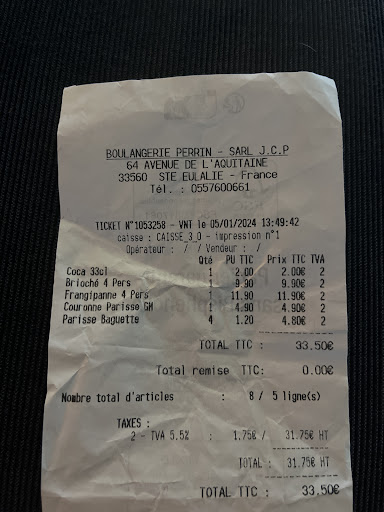 BOULANGERIE PERRIN - SARL J.C.P
64 AVENUE DE L'AQUITAINE
33560 STE EULALIE - France
Tél. : 0557600661
TICKET N°1053258 - VNT le 05/01/2024 13:49:42
caisse : CAISSE_3_0 - impression n°1
Opérateur : / / Vendeur : /
Qté PU TTC Prix TTC TVA
Coca 33cl 1 2.00 2.00€ 2
Brioché 4 Pers 1 9.90 9.90€ 2
Frangipanne 4 Pers 1 11.90 11.90€ 2
Couronne Parisse GM 1 4.90 4.90€ 2
Parisse Baguette 4 1.20 4.80€ 2
TOTAL TTC : 33.50€
Total remise TTC: 0.00€
Nombre total d'articles : 8 / 5 ligne(s)
TAXES :
2 - TVA 5.5% : 1.75€ / 31.75€ HT
TOTAL : 31.75€ HT
TOTAL TTC : 33.50€